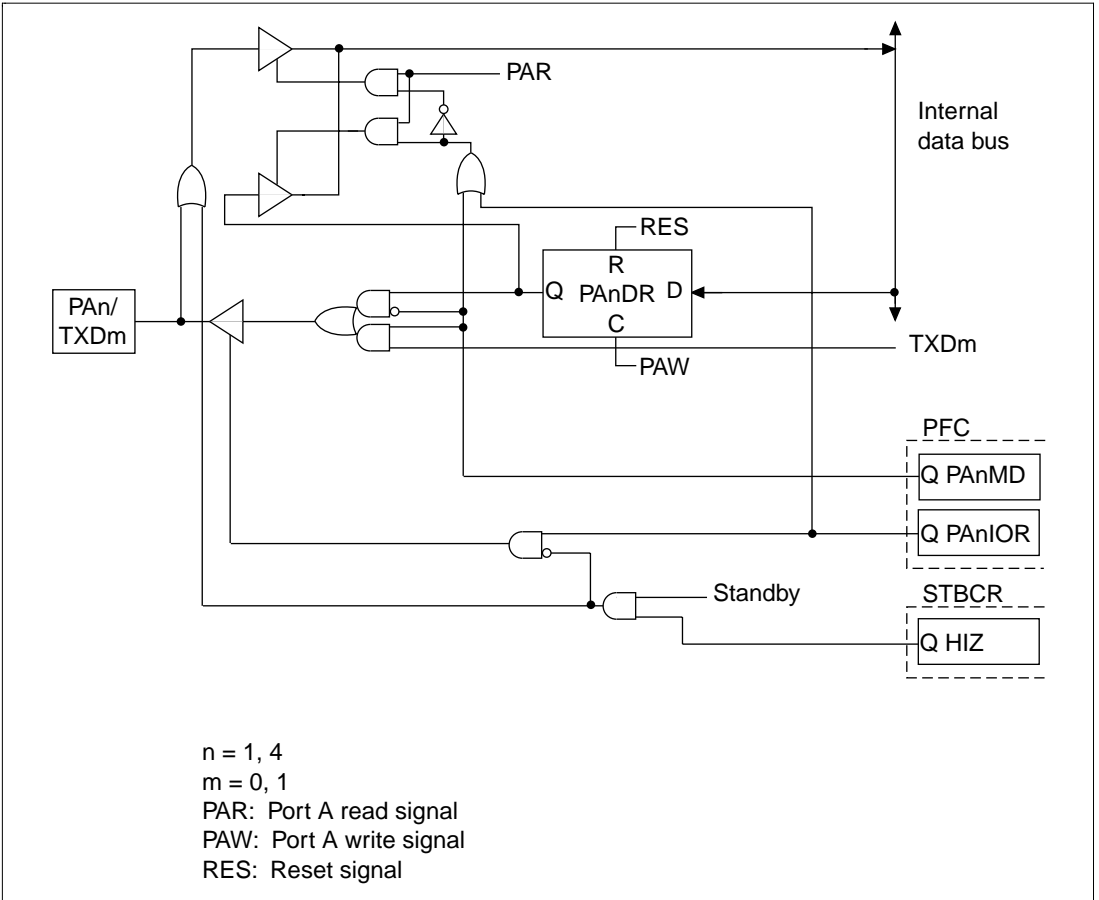 PAR
Internal
data bus
RES
R
Q PAnDR D
C
PAW
PAn/
TXDm
TXDm
PFC
Q PAnMD
Q PAnIOR
Standby
STBCR
Q HIZ
n = 1, 4
m = 0, 1
PAR: Port A read signal
PAW: Port A write signal
RES: Reset signal